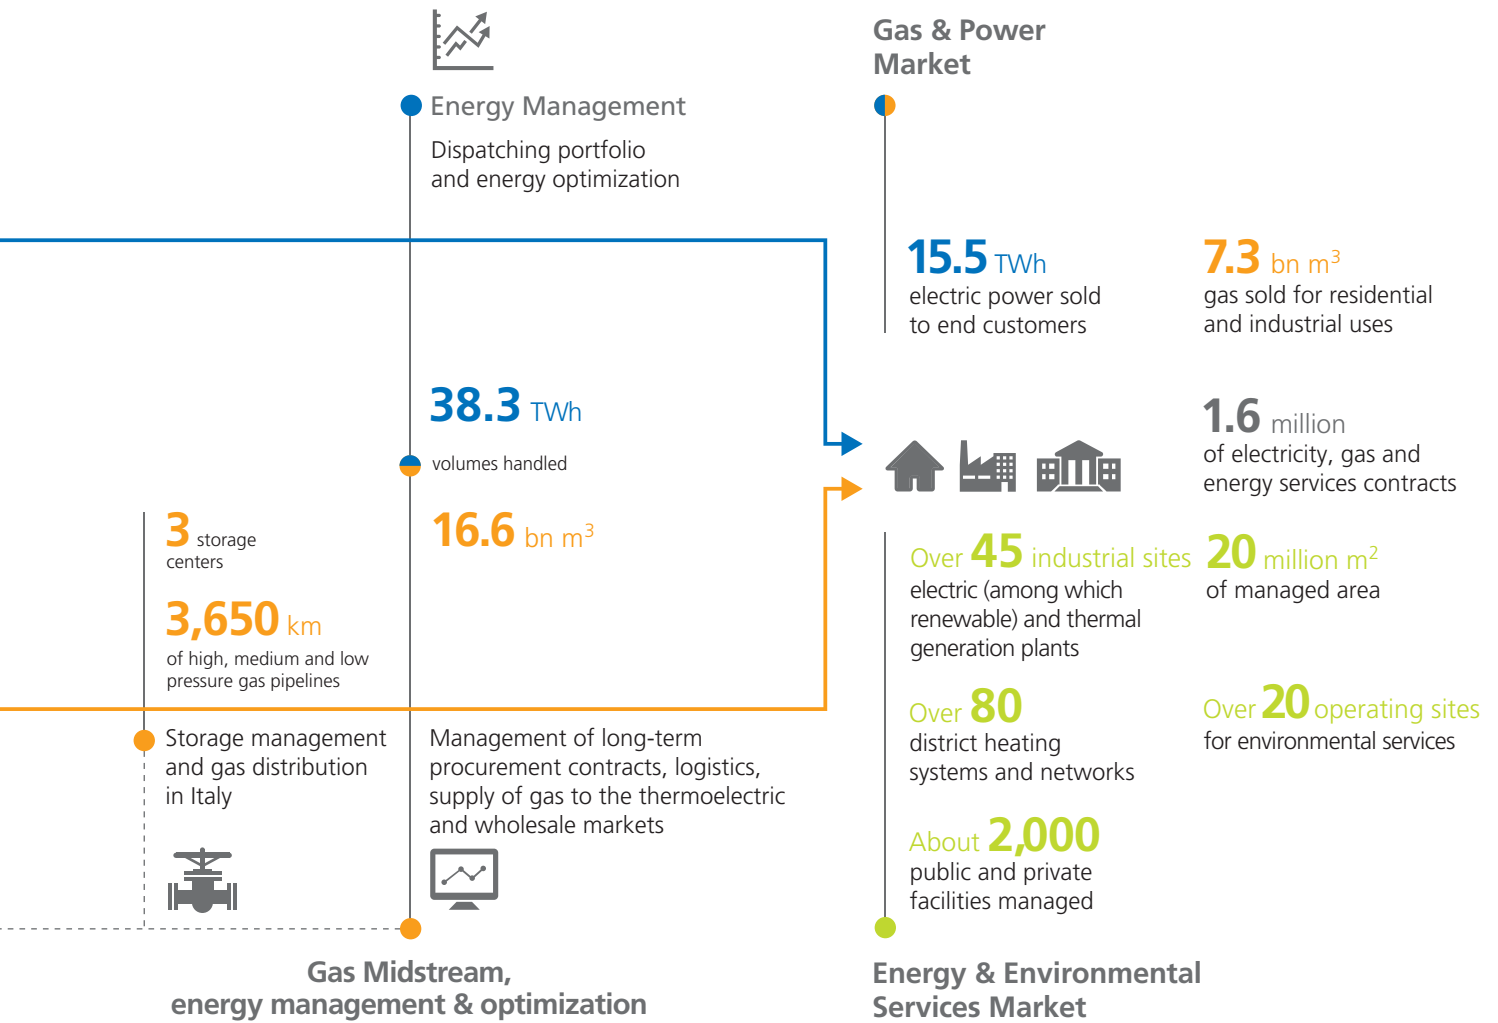 Energy Management
Dispatching portfolio
and energy optimization
38.3 TWh
volumes handled
16.6 bn m³
3 storage
centers
3,650 km
of high, medium and low
pressure gas pipelines
Storage management
and gas distribution
in Italy
Management of long-term
procurement contracts, logistics,
supply of gas to the thermoelectric
and wholesale markets
Gas Midstream,
energy management & optimization
Gas & Power
Market
15.5 TWh
electric power sold
to end customers
7.3 bn m³
gas sold for residential
and industrial uses
1.6 million
of electricity, gas and
energy services contracts
Over 45 industrial sites
electric (among which
renewable) and thermal
generation plants
20 million m²
of managed area
Over 80
district heating
systems and networks
Over 20 operating sites
for environmental services
About 2,000
public and private
facilities managed
Energy & Environmental
Services Market